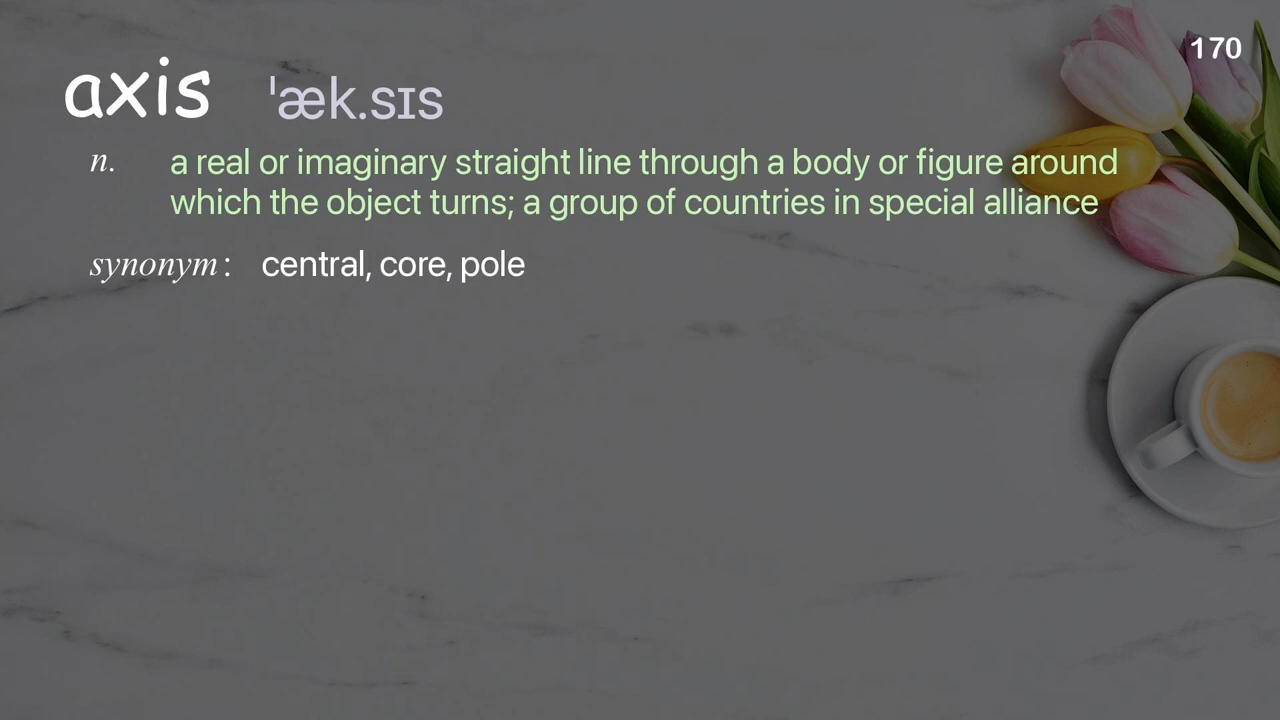 170
axis ˈæk.sɪs
n. a real or imaginary straight line through a body or figure around
which the object turns; a group of countries in special alliance
synonym : central, core, pole